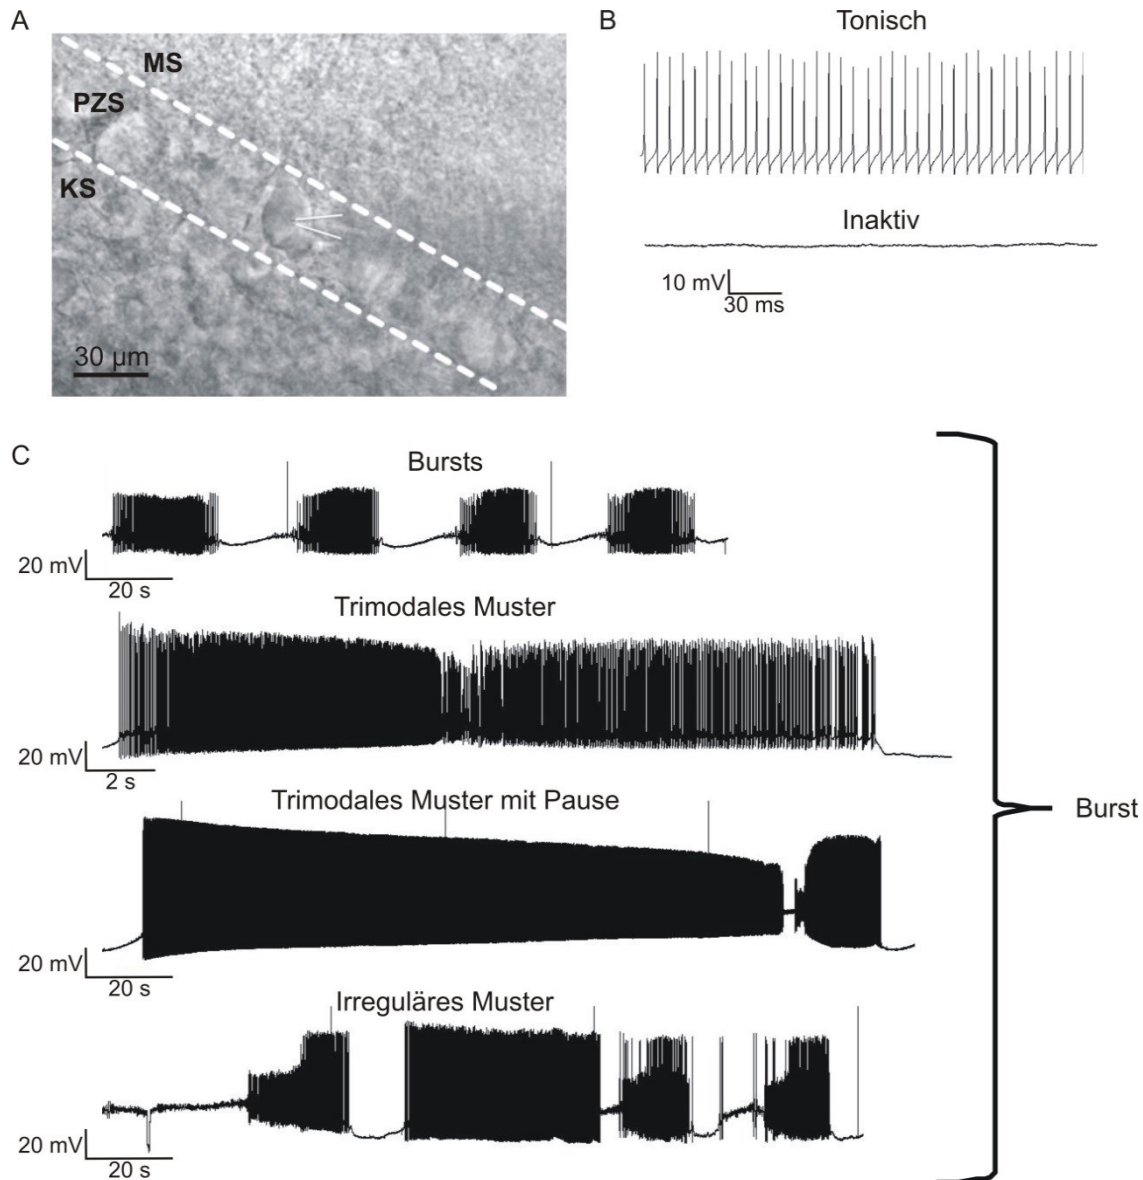 A
MS
PZS
KS
30 µm
B
Tonisch
Inaktiv
10 mV
30 ms
C
Bursts
20 mV
20 s
Trimodales Muster
20 mV
2 s
Trimodales Muster mit Pause
20 mV
20 s
Irreguläres Muster
20 mV
20 s
Burst